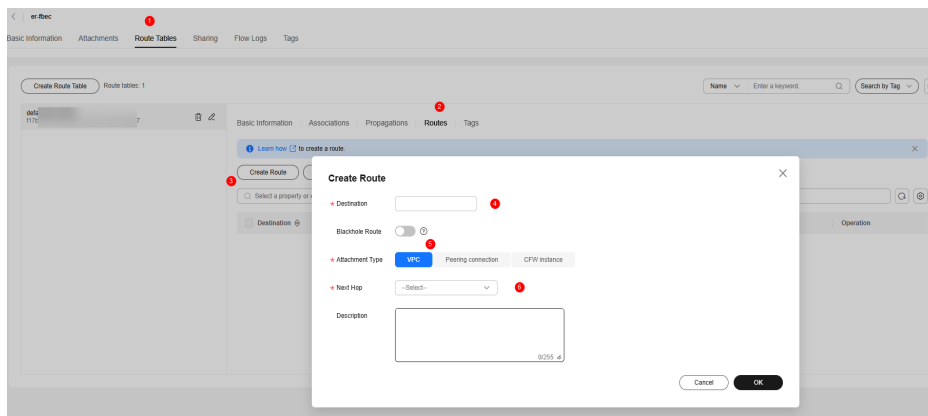 er-fbec
1
Basic Information Attachments Route Tables Sharing Flow Logs Tags
Create Route Table Route tables: 1 Name Enter a keyword. Search by Tag
2
Basic Information Associations Propagations Routes Tags
Learn how to create a route.
Create Route
3
Select a property or
Destination Operation
Create Route
* Destination 4
Blackhole Route
5
* Attachment Type VPC Peering connection CFW instance
* Next Hop --Select-- 6
Description
0/255
Cancel OK